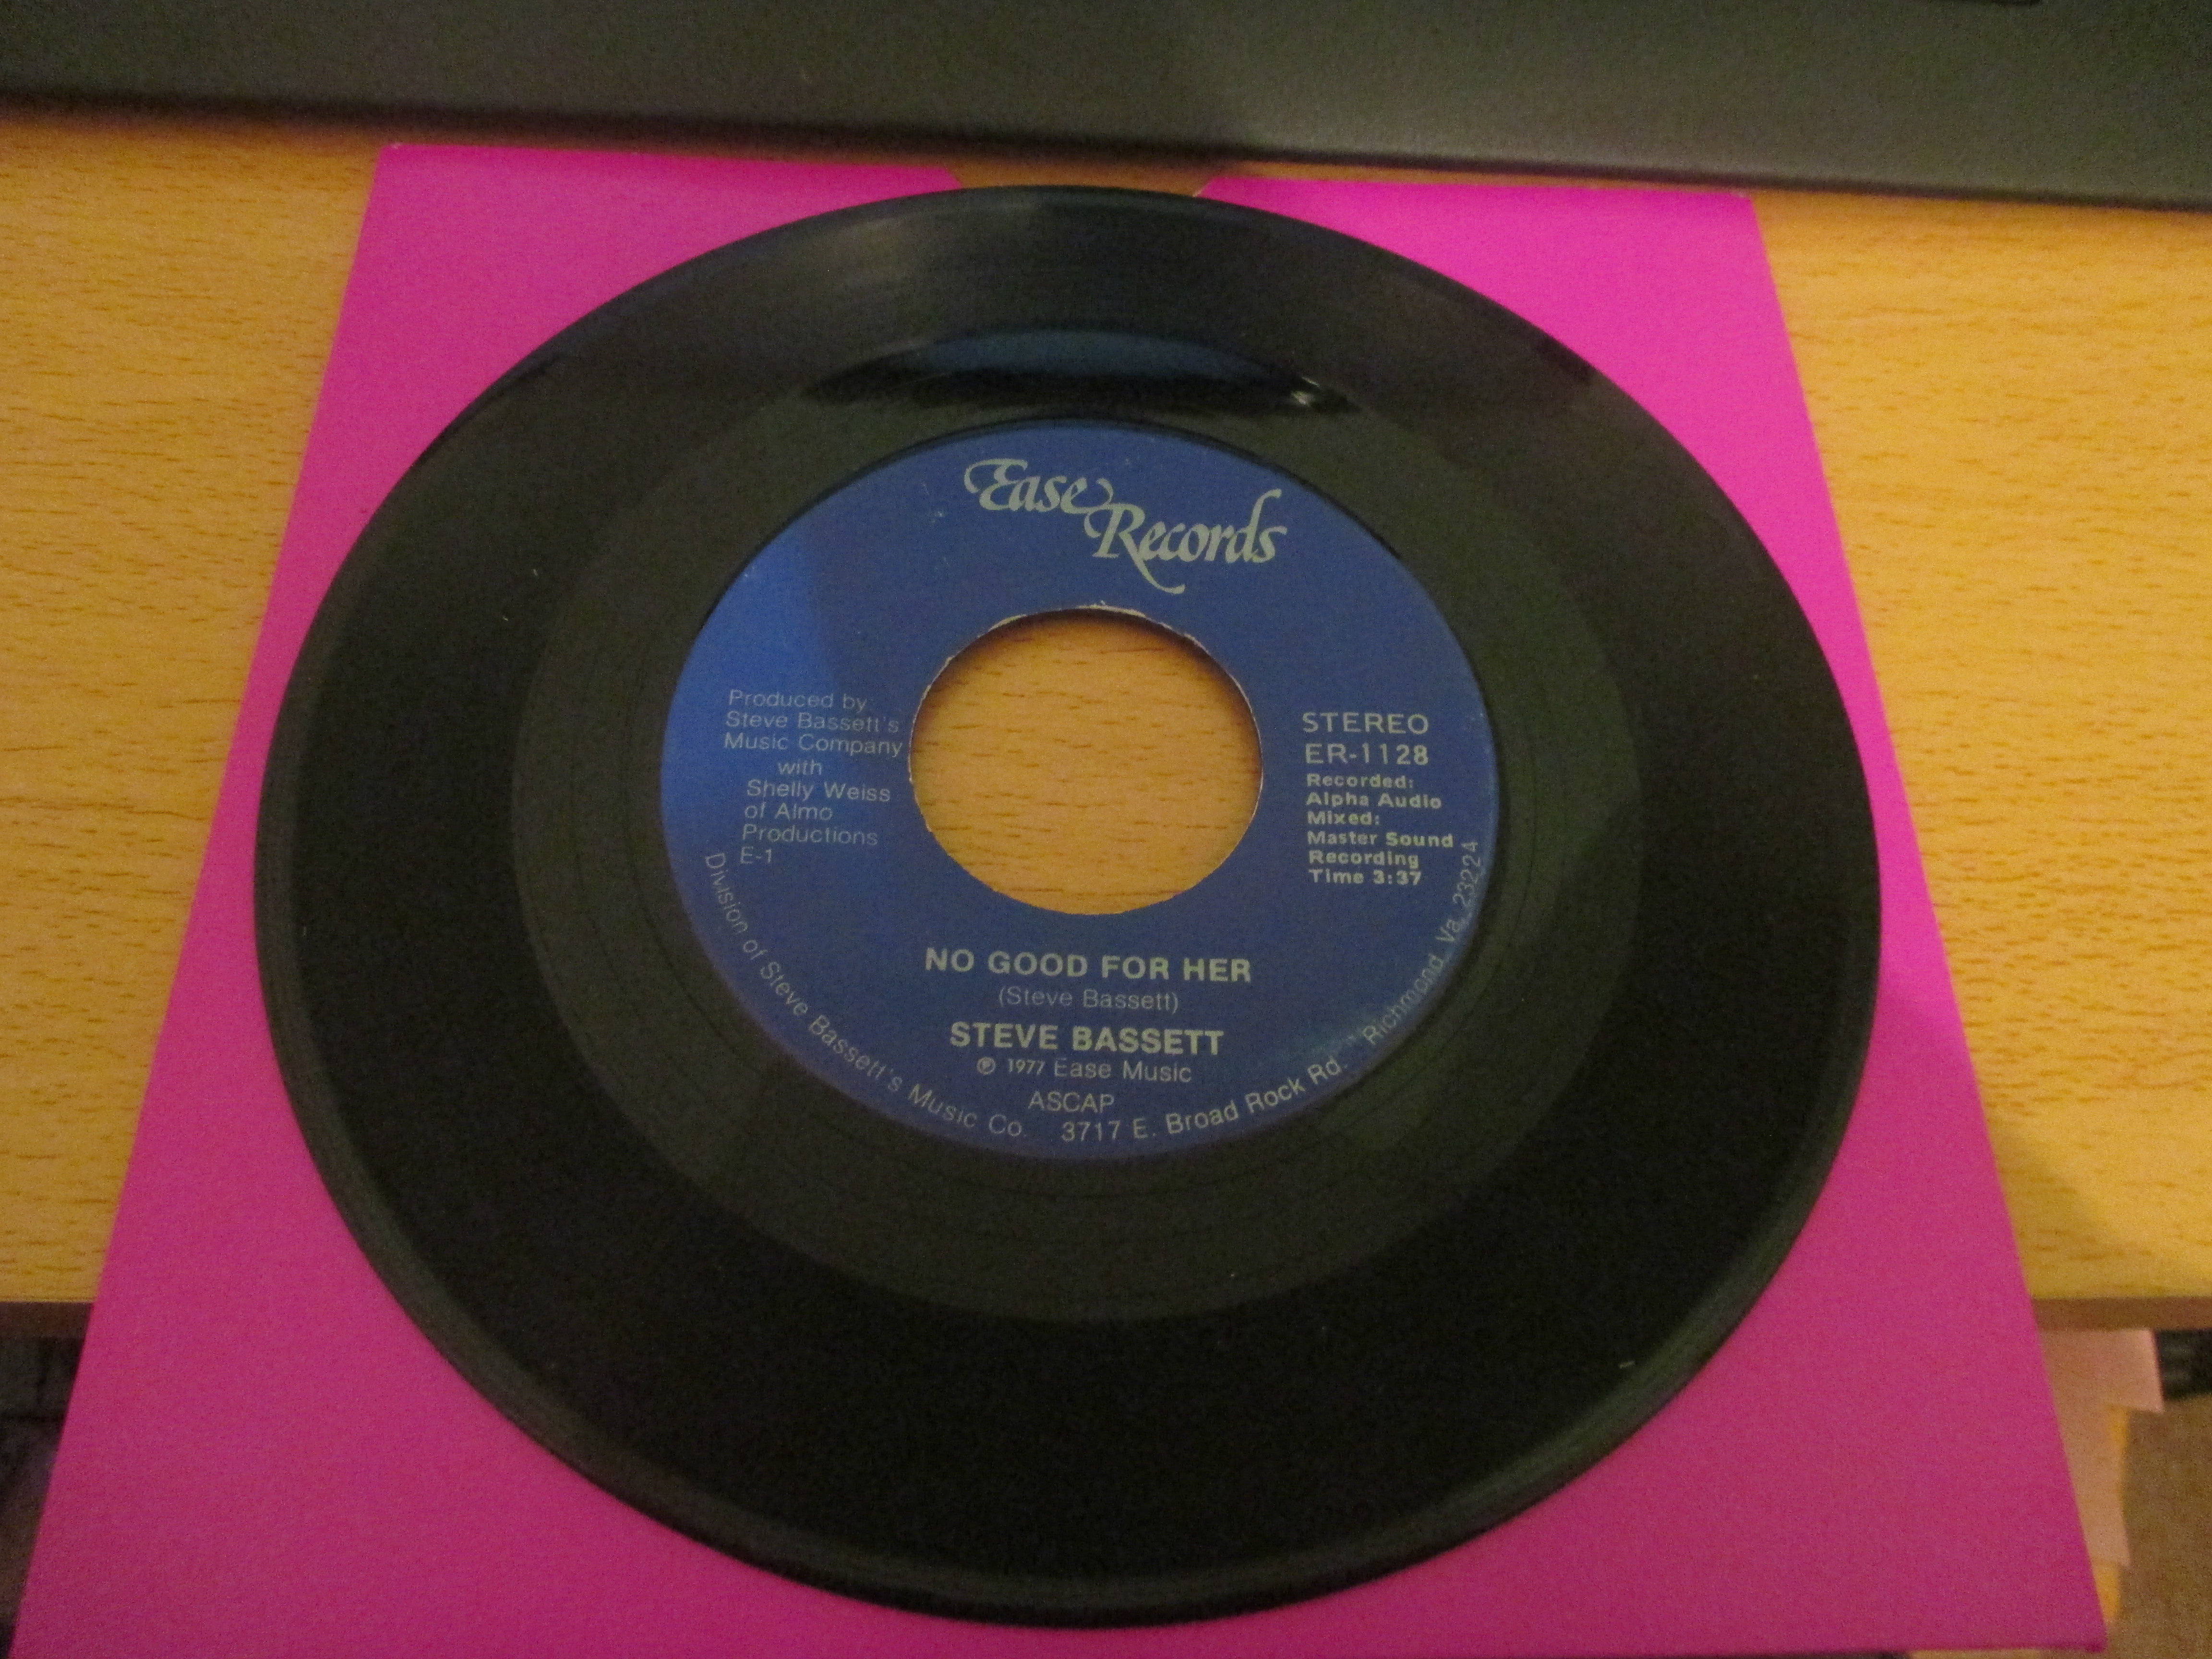 Ease
Records
Produced by:
Steve Bassett's
Music Company
with
Shelly Weiss
of Almo
Productions
E-1
STEREO
ER-1128
Recorded:
Alpha Audio
Mixed:
Master Sound
Recording
Time 3:37
NO GOOD FOR HER
(Steve Bassett)
STEVE BASSETT
℗ 1977 Ease Music
ASCAP
Division of Steve Bassett's Music Co. 3717 E. Broad Rock Rd. Richmond, Va. 23224